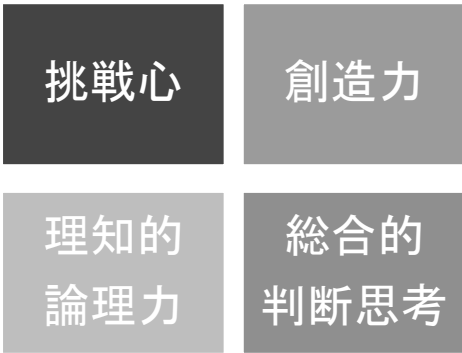 挑戦心
創造力
理知的
論理力
総合的
判断思考